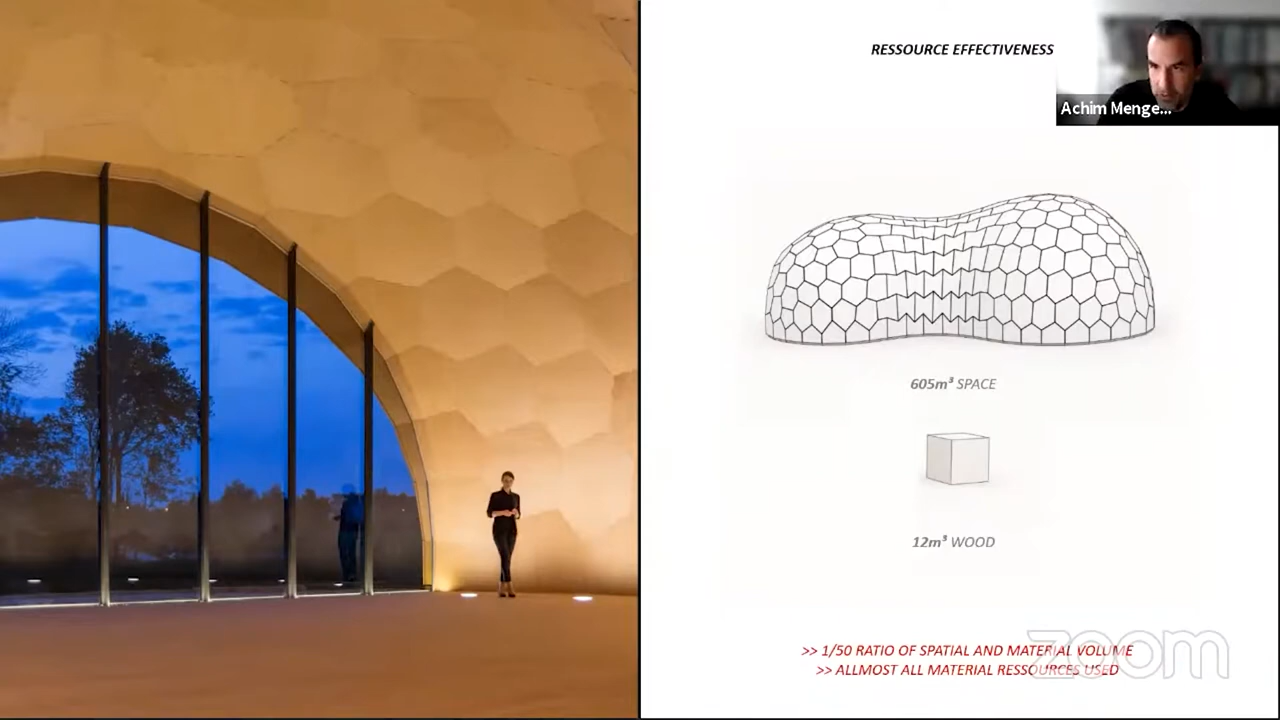 RESSOURCE EFFECTIVENESS
Achim Menge...
605m³ SPACE
12m³ WOOD
>> 1/50 RATIO OF SPATIAL AND MATERIAL VOLUME
>> ALLMOST ALL MATERIAL RESSOURCES USED
zoom